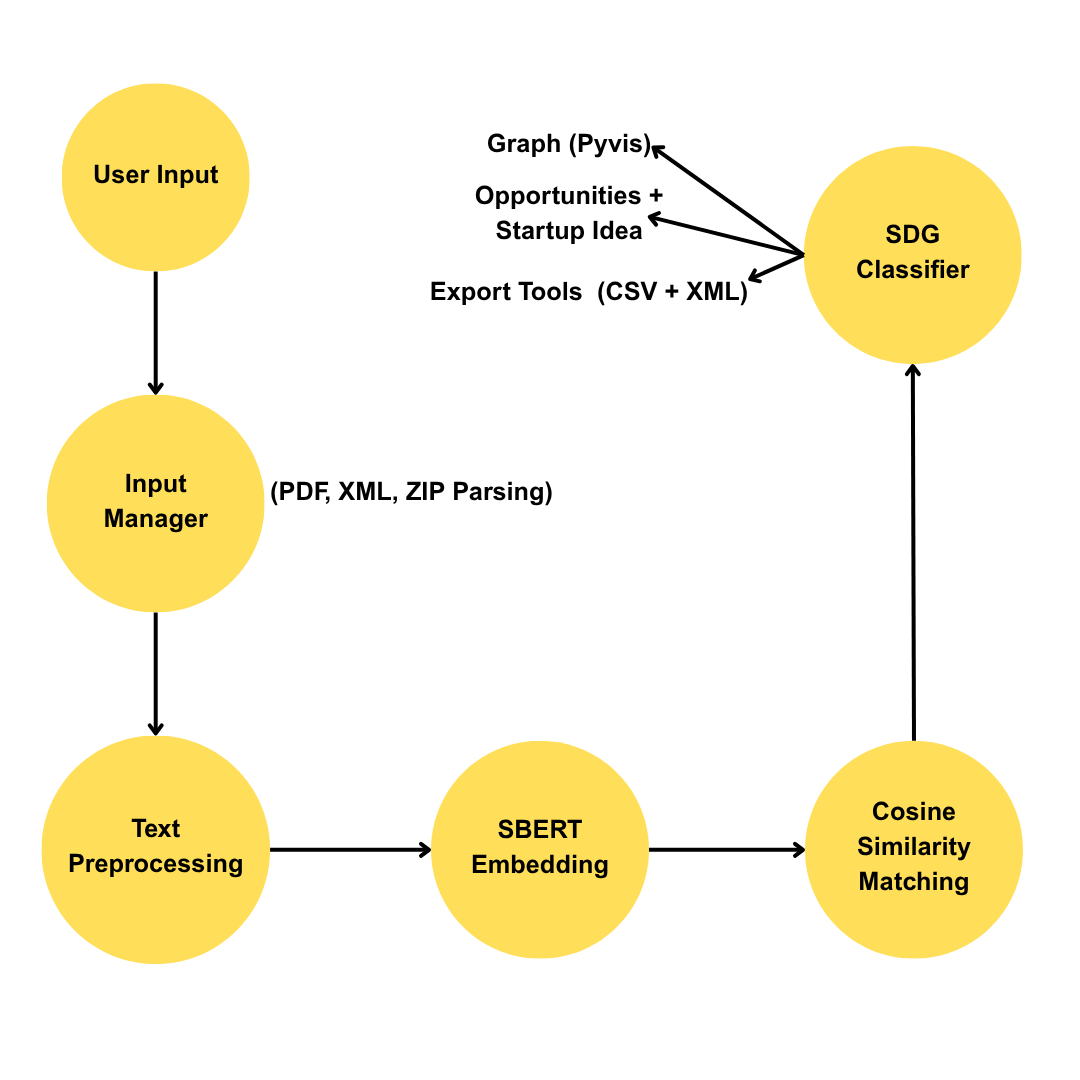 User Input
Input
Manager
(PDF, XML, ZIP Parsing)
Text
Preprocessing
SBERT
Embedding
Cosine
Similarity
Matching
SDG
Classifier
Graph (Pyvis)
Opportunities +
Startup Idea
Export Tools  (CSV + XML)